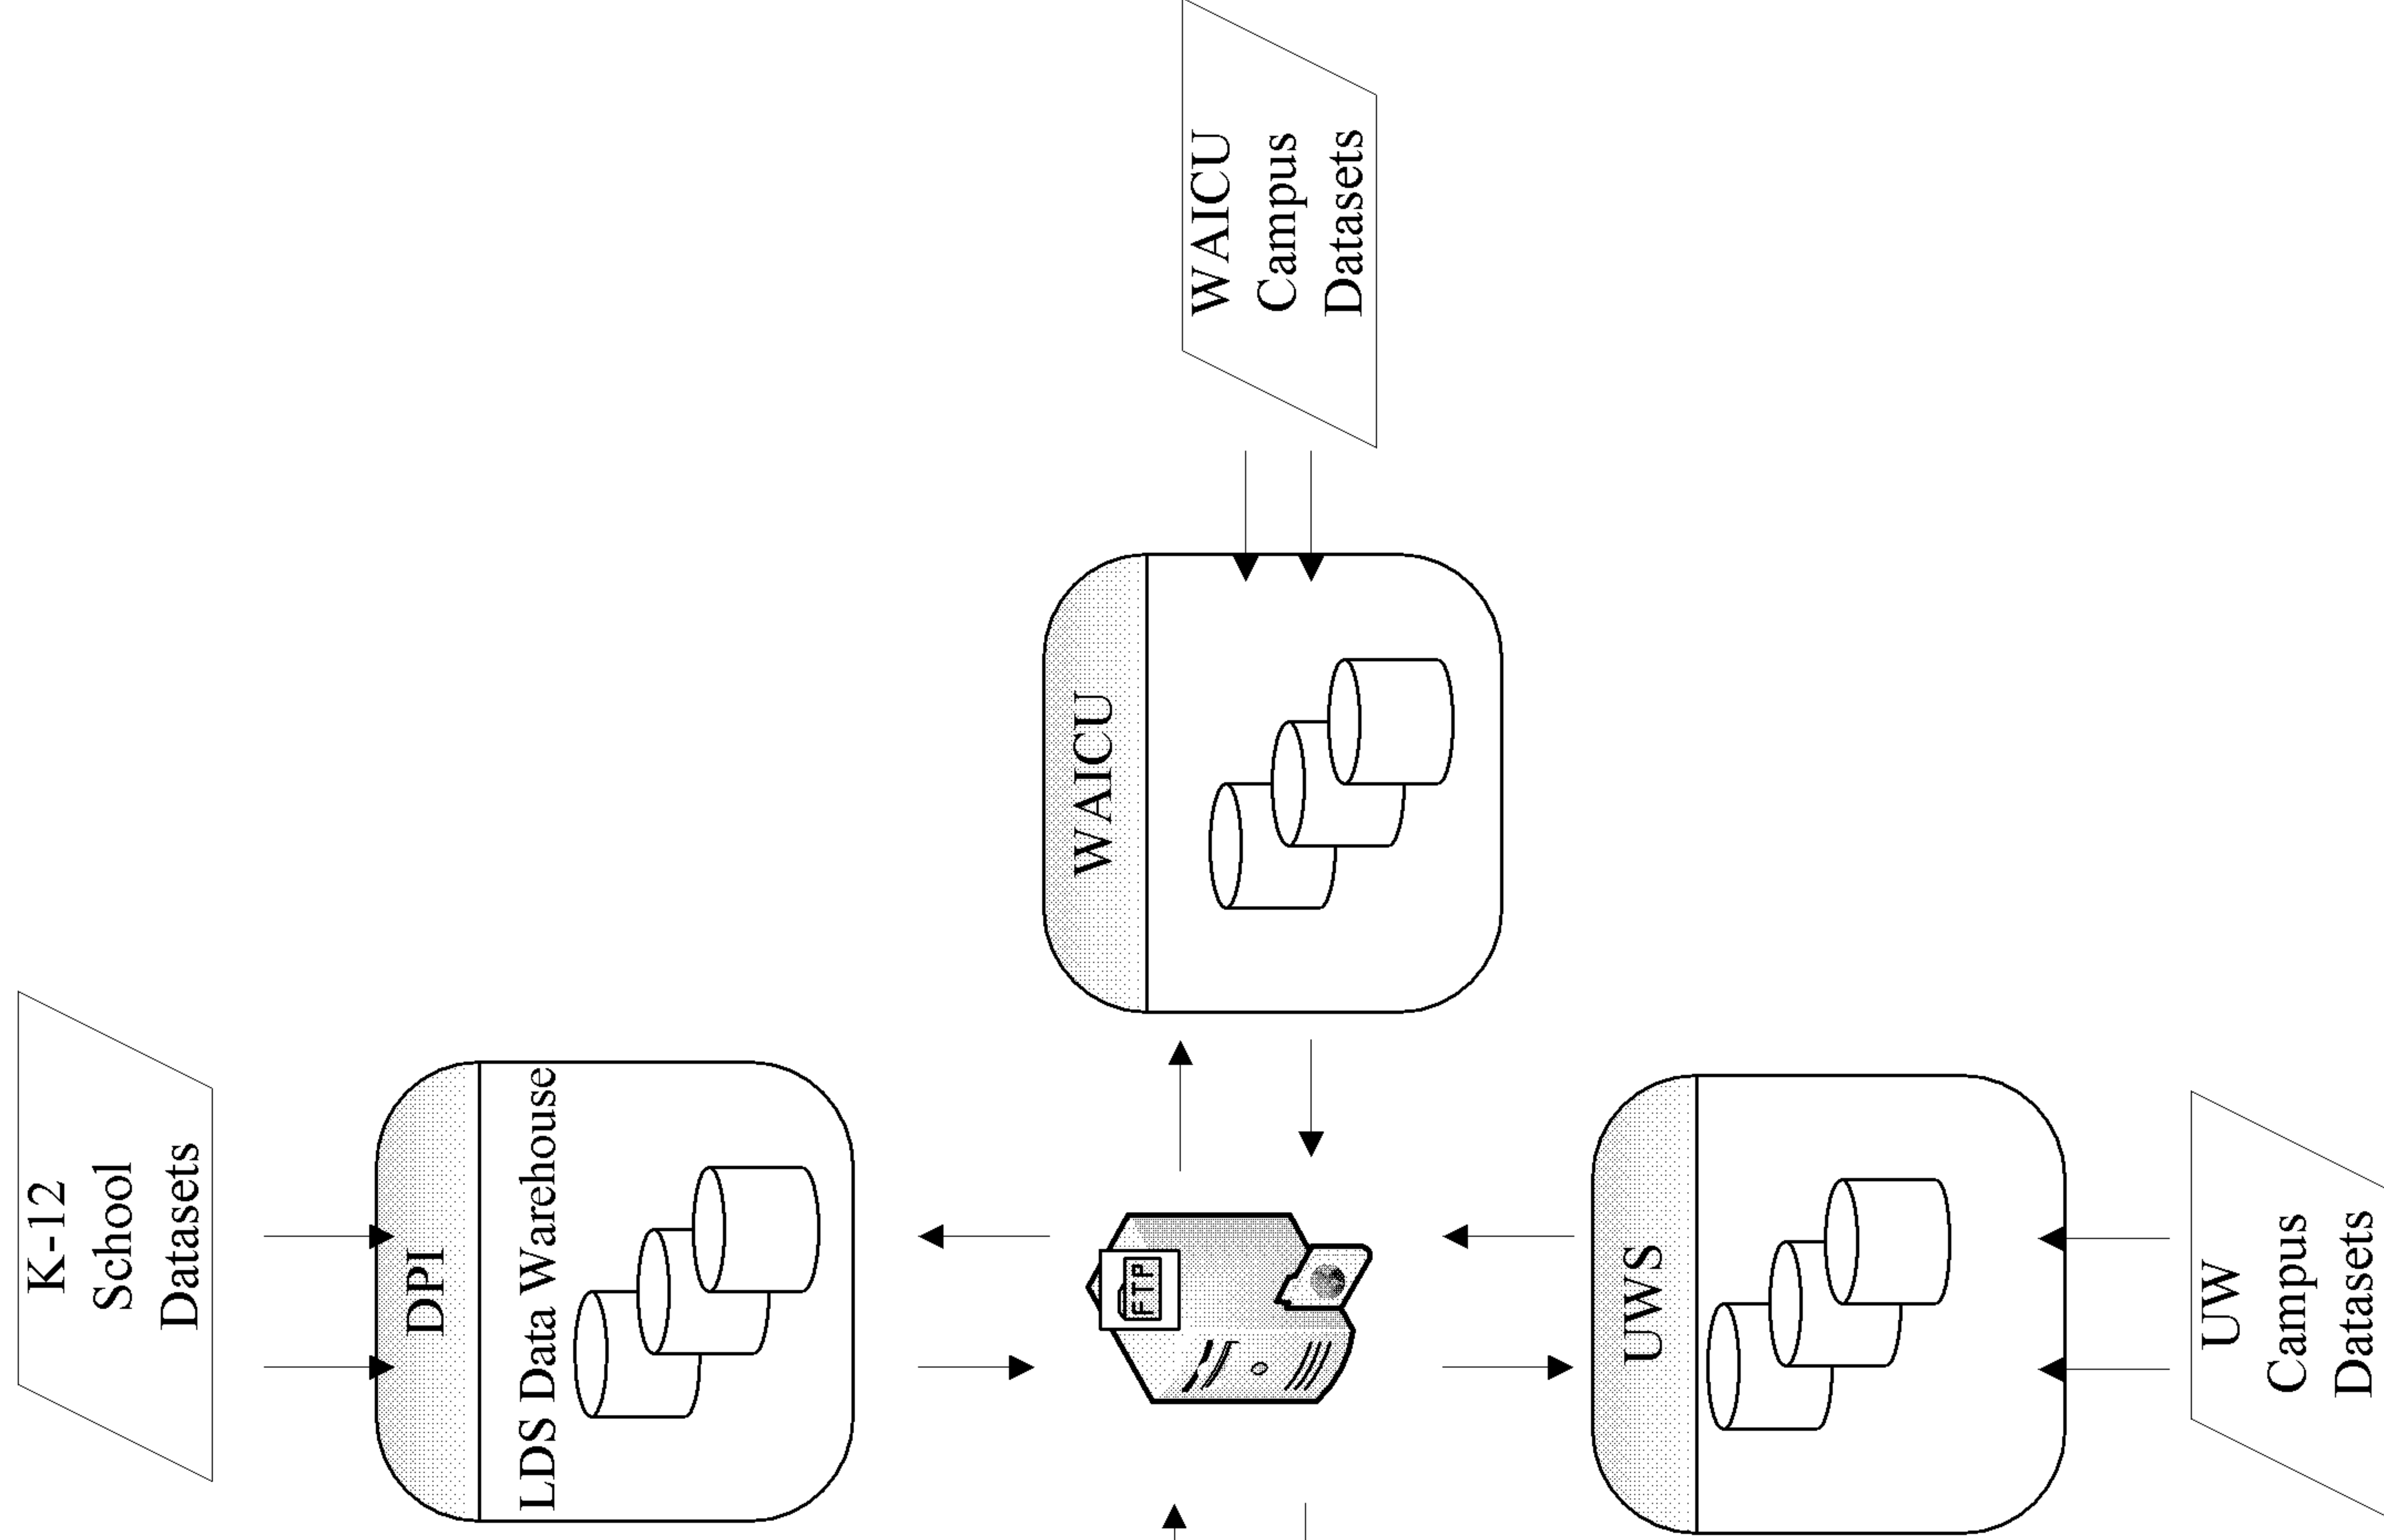 K-12
School
Datasets
DPI
LDS Data Warehouse
FTP
WAICU
WAICU
Campus
Datasets
UWS
UW
Campus
Datasets